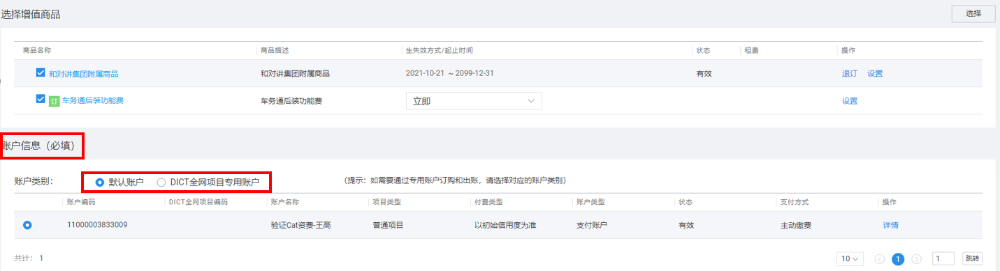 选择增值商品 选择
商品名称 商品描述 生失效方式/起止时间 状态 租费 操作
和对讲集团附属商品 和对讲集团附属商品 2021-10-21 ~ 2099-12-31 有效 退订 设置
订 车务通后装功能费 车务通后装功能费 立即 设置
账户信息（必填）
账户类别： 默认账户 DICT全网项目专用账户 （提示：如需要通过专用账户订购和出账，请选择对应的账户类别）
账户编码 DICT全网项目编码 账户名称 项目类型 付费类型 账户类型 状态 支付方式 操作
11000003833009 验证Cat资费-王高 普通项目 以初始信用度为准 支付账户 有效 主动缴费 详情
共计： 1 10 1 1 跳转